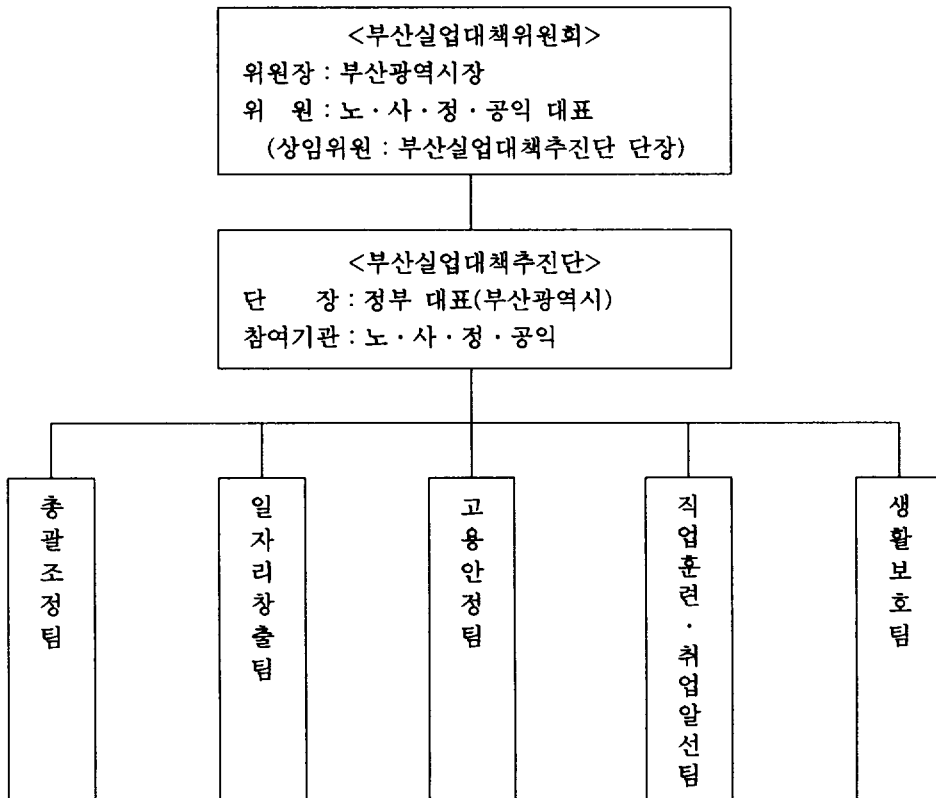 <부산실업대책위원회>
위원장 : 부산광역시장
위 원 : 노 · 사 · 정 · 공익 대표
(상임위원 : 부산실업대책추진단 단장)
<부산실업대책추진단>
단 장 : 정부 대표(부산광역시)
참여기관 : 노 · 사 · 정 · 공익
총괄조정팀
일자리창출팀
고용안정팀
직업훈련 · 취업알선팀
생활보호팀